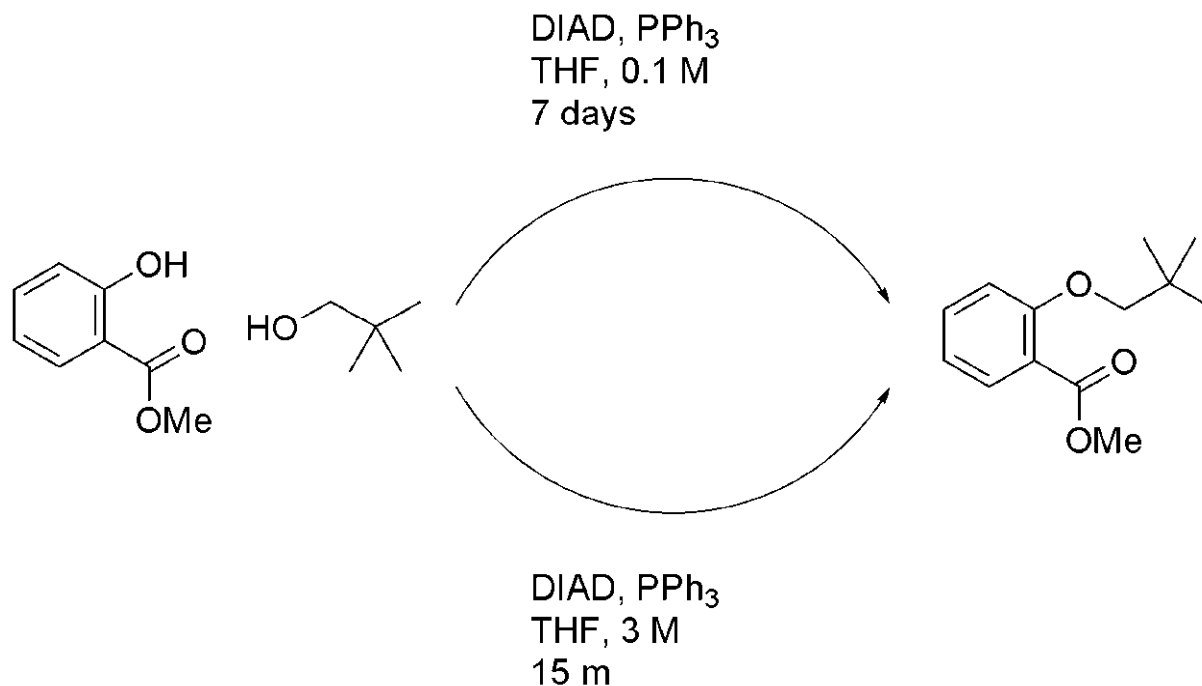 DIAD, PPh₃
THF, 0.1 M
7 days
OH
O
OMe
HO
O
O
OMe
DIAD, PPh₃
THF, 3 M
15 m